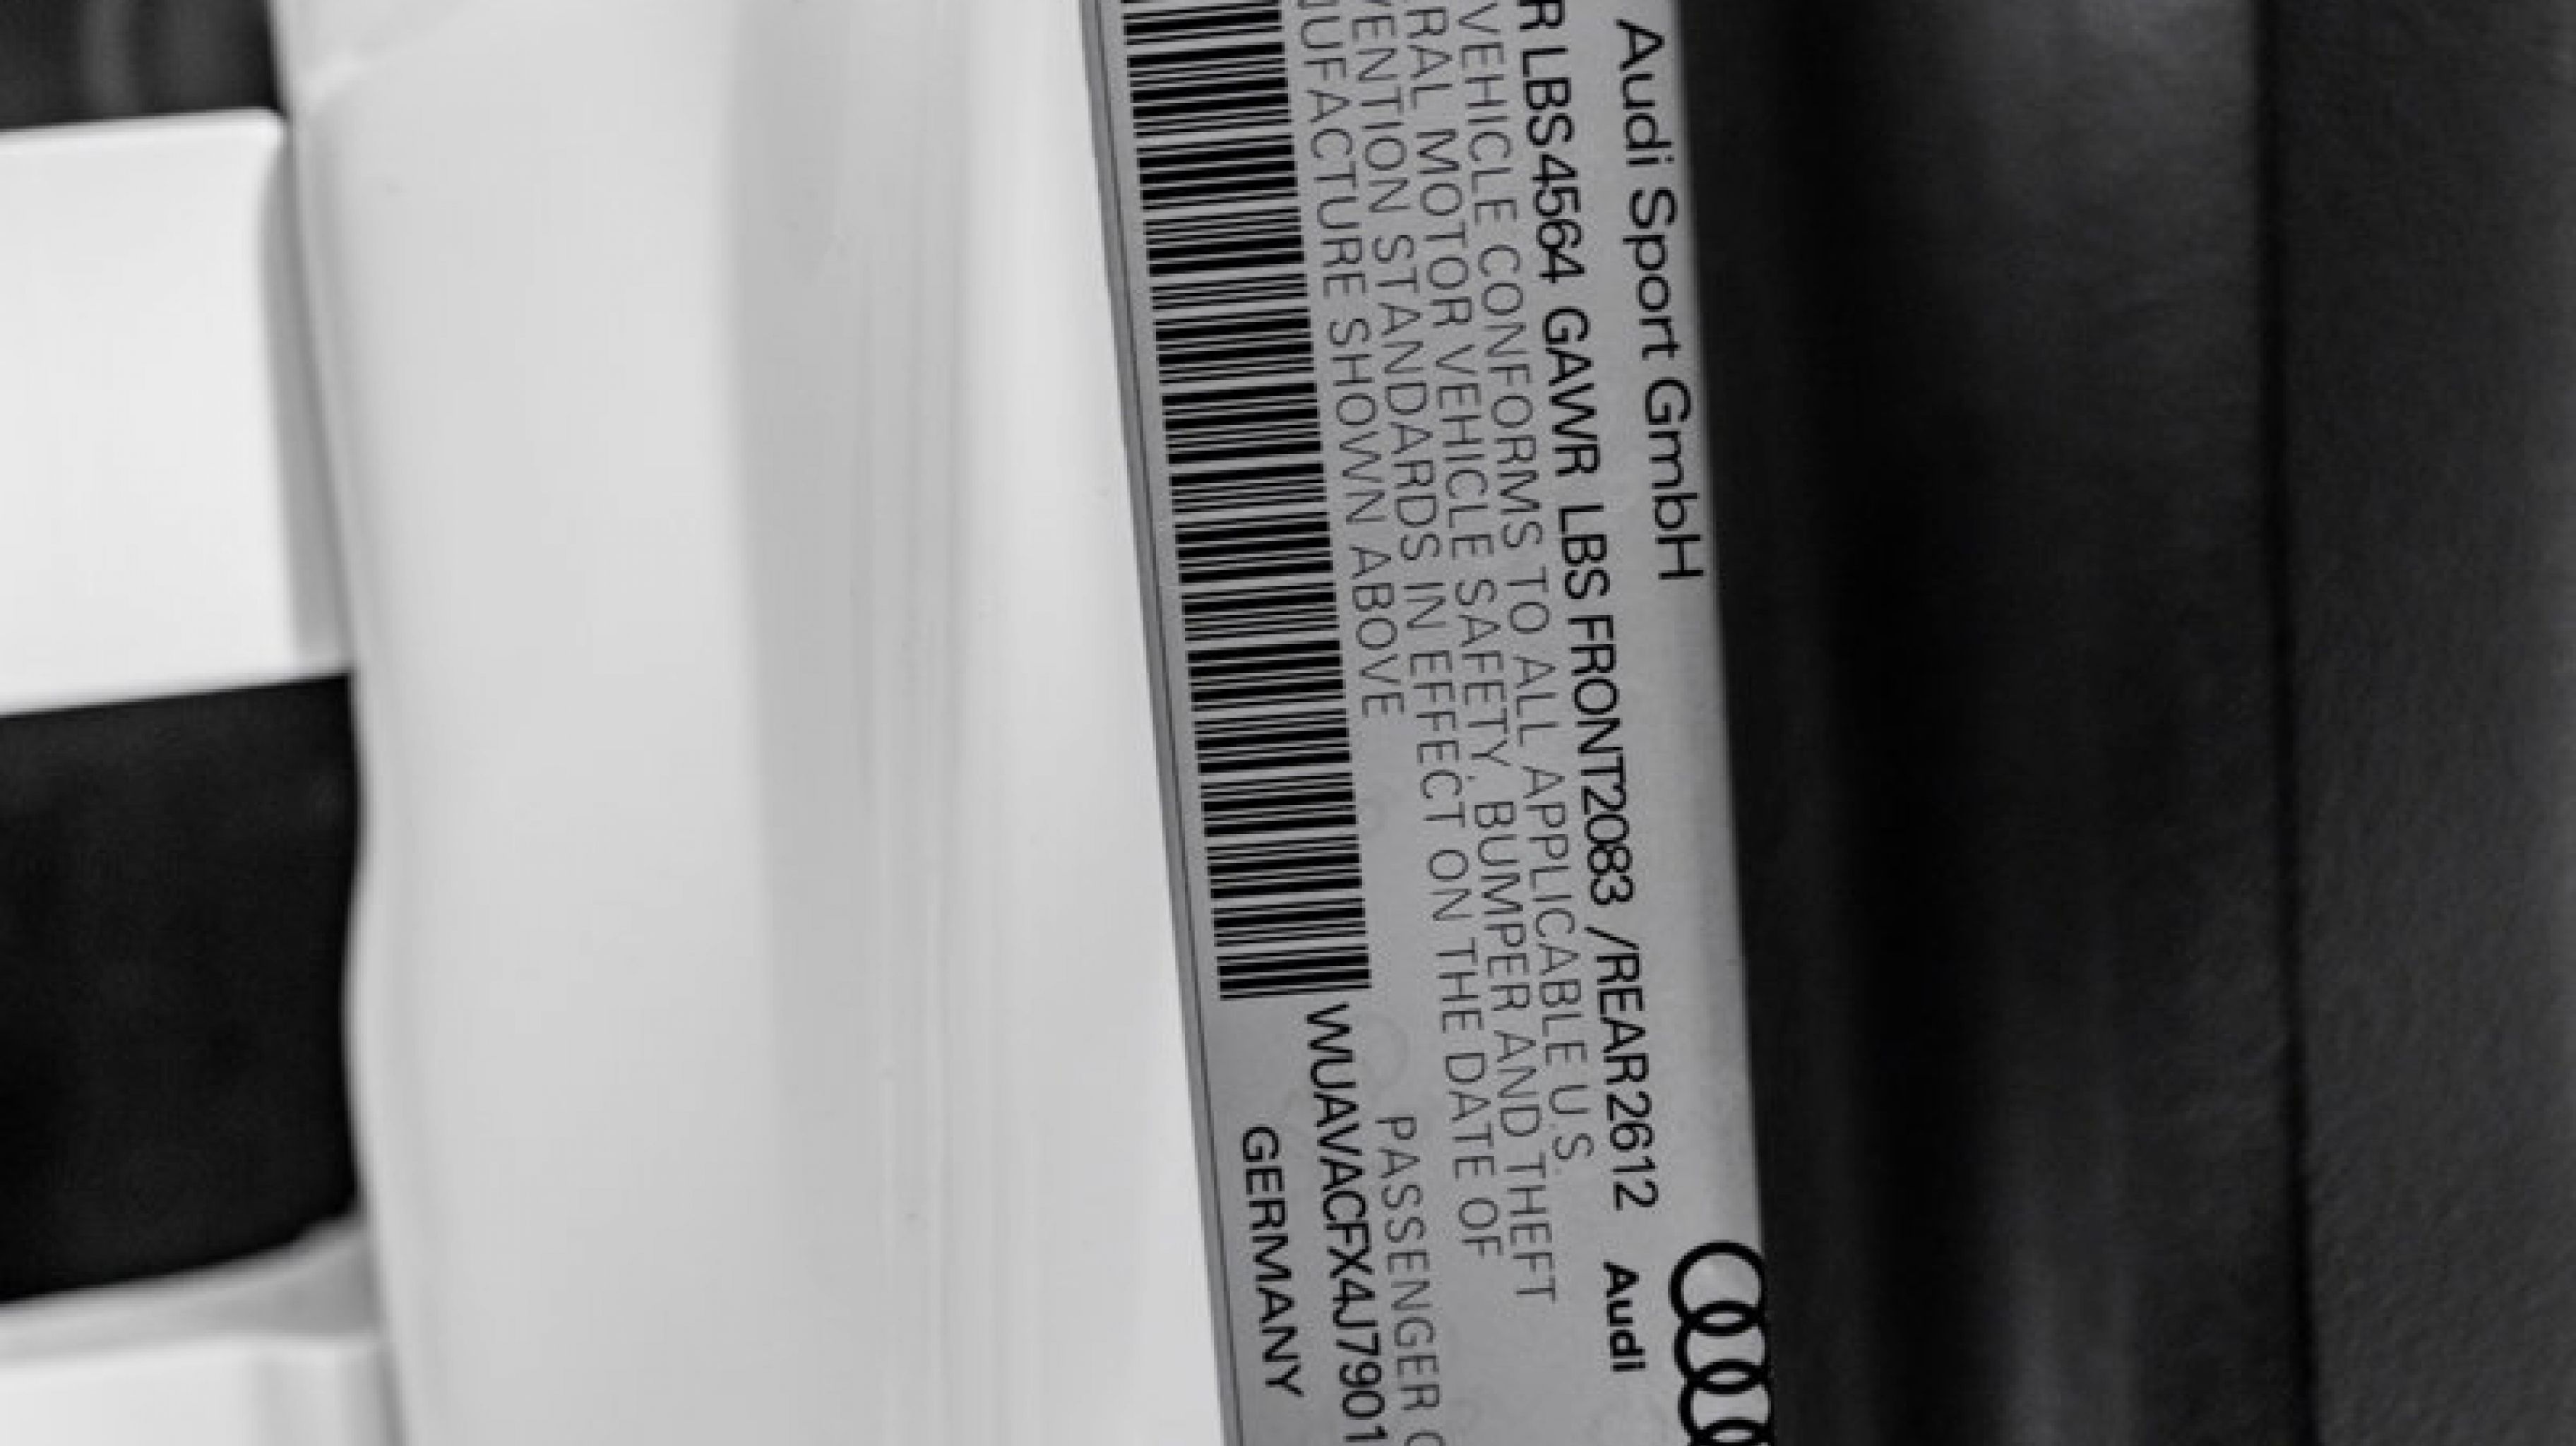 Audi Sport GmbH
R LBS4564 GAWR LBS FRONT2083 /REAR2612 Audi
VEHICLE CONFORMS TO ALL APPLICABLE U.S.
RAL MOTOR VEHICLE SAFETY, BUMPER AND THEFT
VENTION STANDARDS IN EFFECT ON THE DATE OF
NUFACTURE SHOWN ABOVE
PASSENGER C
WUAVACFX4J7901
GERMANY